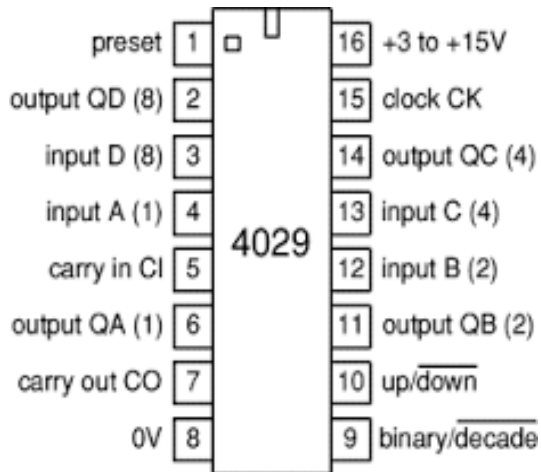 preset 1 16 +3 to +15V
output QD (8) 2 15 clock CK
input D (8) 3 14 output QC (4)
input A (1) 4 13 input C (4)
4029
carry in CI 5 12 input B (2)
output QA (1) 6 11 output QB (2)
carry out CO 7 10 up/down
0V 8 9 binary/decade